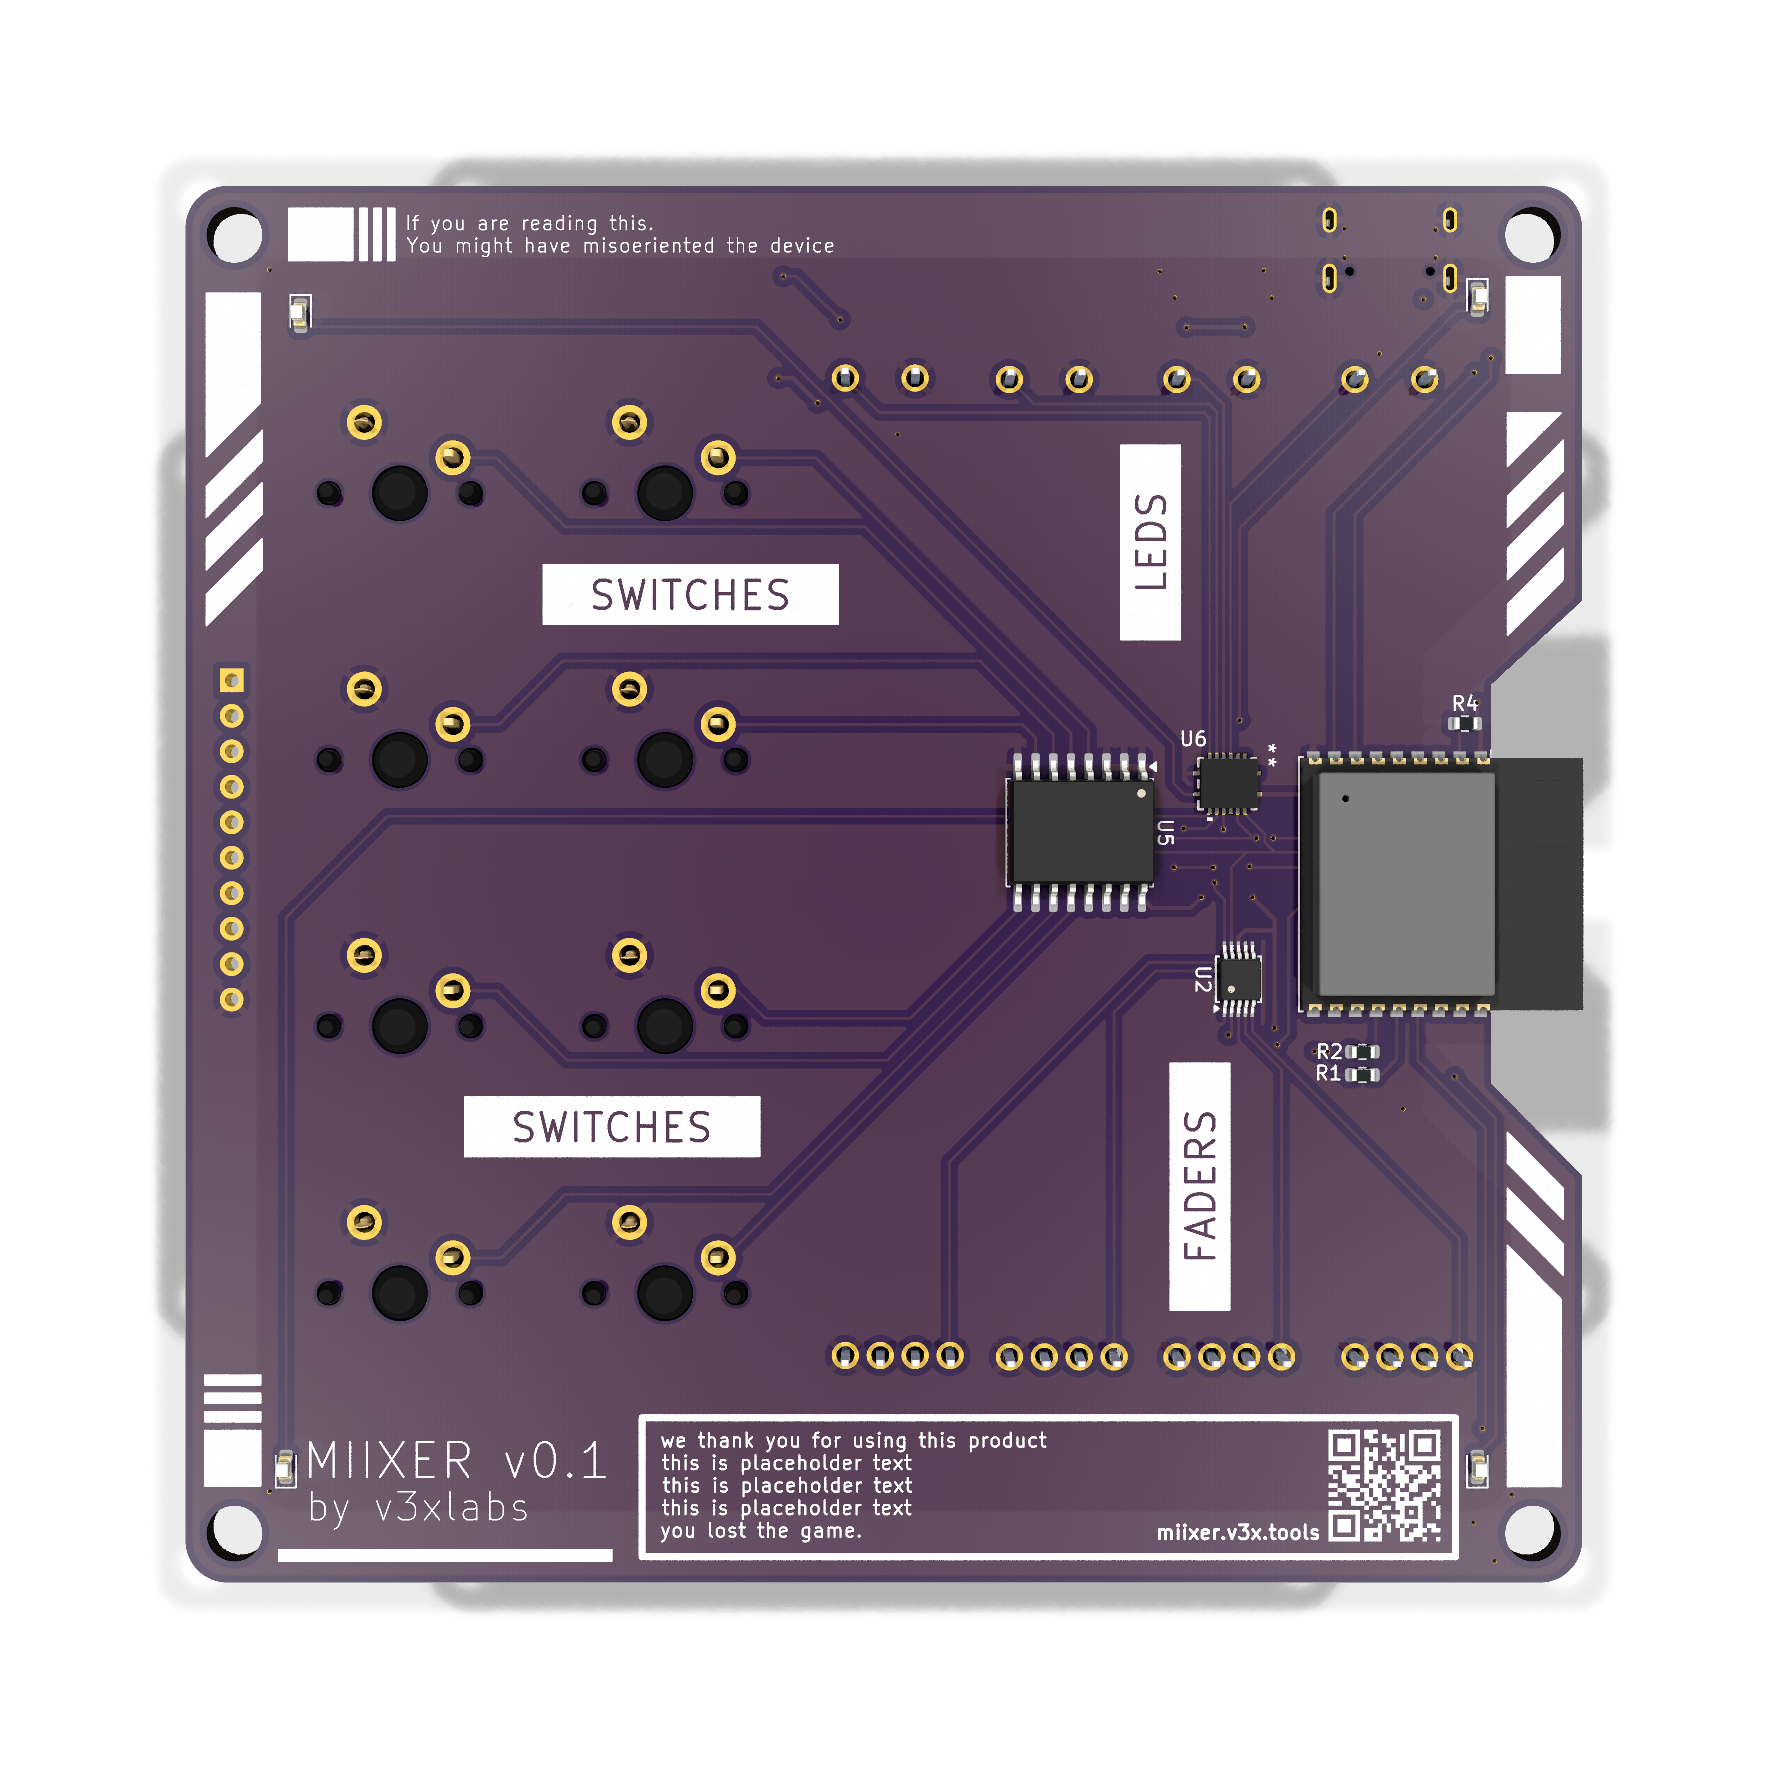 If you are reading this.
You might have misoeriented the device
LEDS
SWITCHES
R4
U6
**
U5
U2
R2
R1
SWITCHES
FADERS
MIIXER v0.1
by v3xlabs
we thank you for using this product
this is placeholder text
this is placeholder text
this is placeholder text
you lost the game.
miixer.v3x.tools